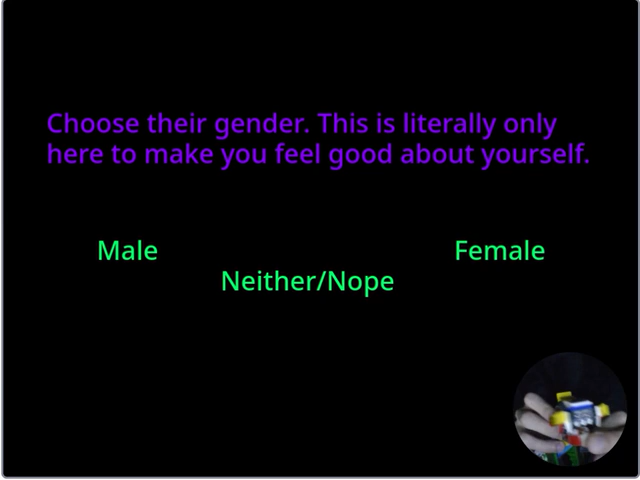 Choose their gender. This is literally only
here to make you feel good about yourself.
Male
Female
Neither/Nope